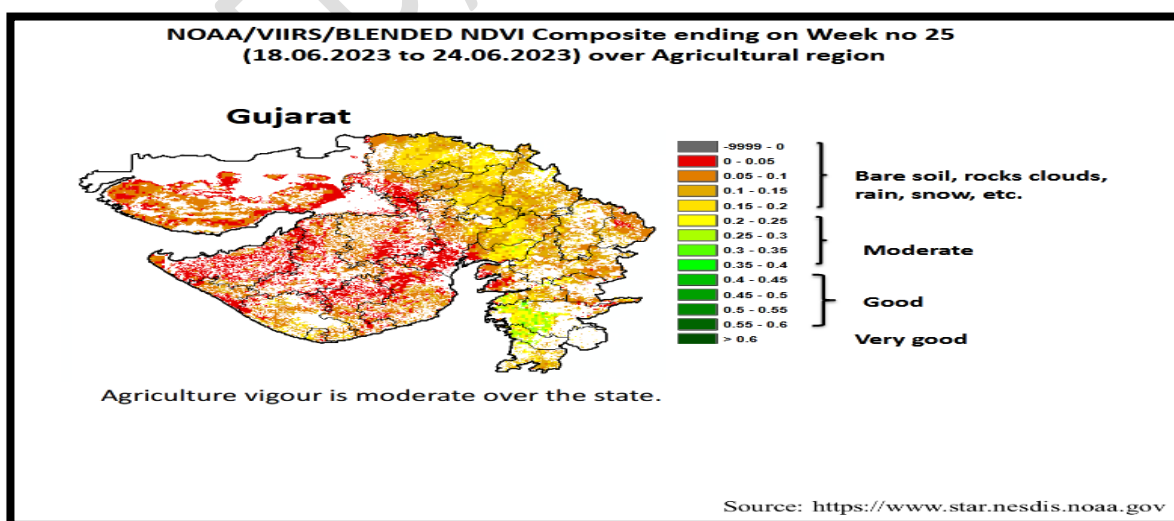 NOAA/VIIRS/BLENDED NDVI Composite ending on Week no 25
(18.06.2023 to 24.06.2023) over Agricultural region
Gujarat
-9999 - 0
0 - 0.05
0.05 - 0.1
0.1 - 0.15
0.15 - 0.2
0.2 - 0.25
0.25 - 0.3
0.3 - 0.35
0.35 - 0.4
0.4 - 0.45
0.45 - 0.5
0.5 - 0.55
0.55 - 0.6
> 0.6
Bare soil, rocks clouds,
rain, snow, etc.
Moderate
Good
Very good
Agriculture vigour is moderate over the state.
Source: https://www.star.nesdis.noaa.gov